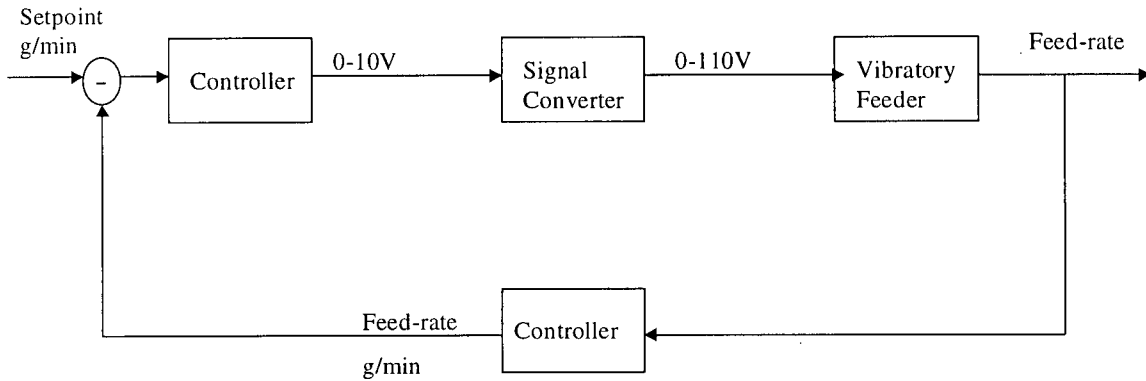 Setpoint
g/min
-
Controller
0-10V
Signal
Converter
0-110V
Vibratory
Feeder
Feed-rate
Feed-rate
g/min
Controller